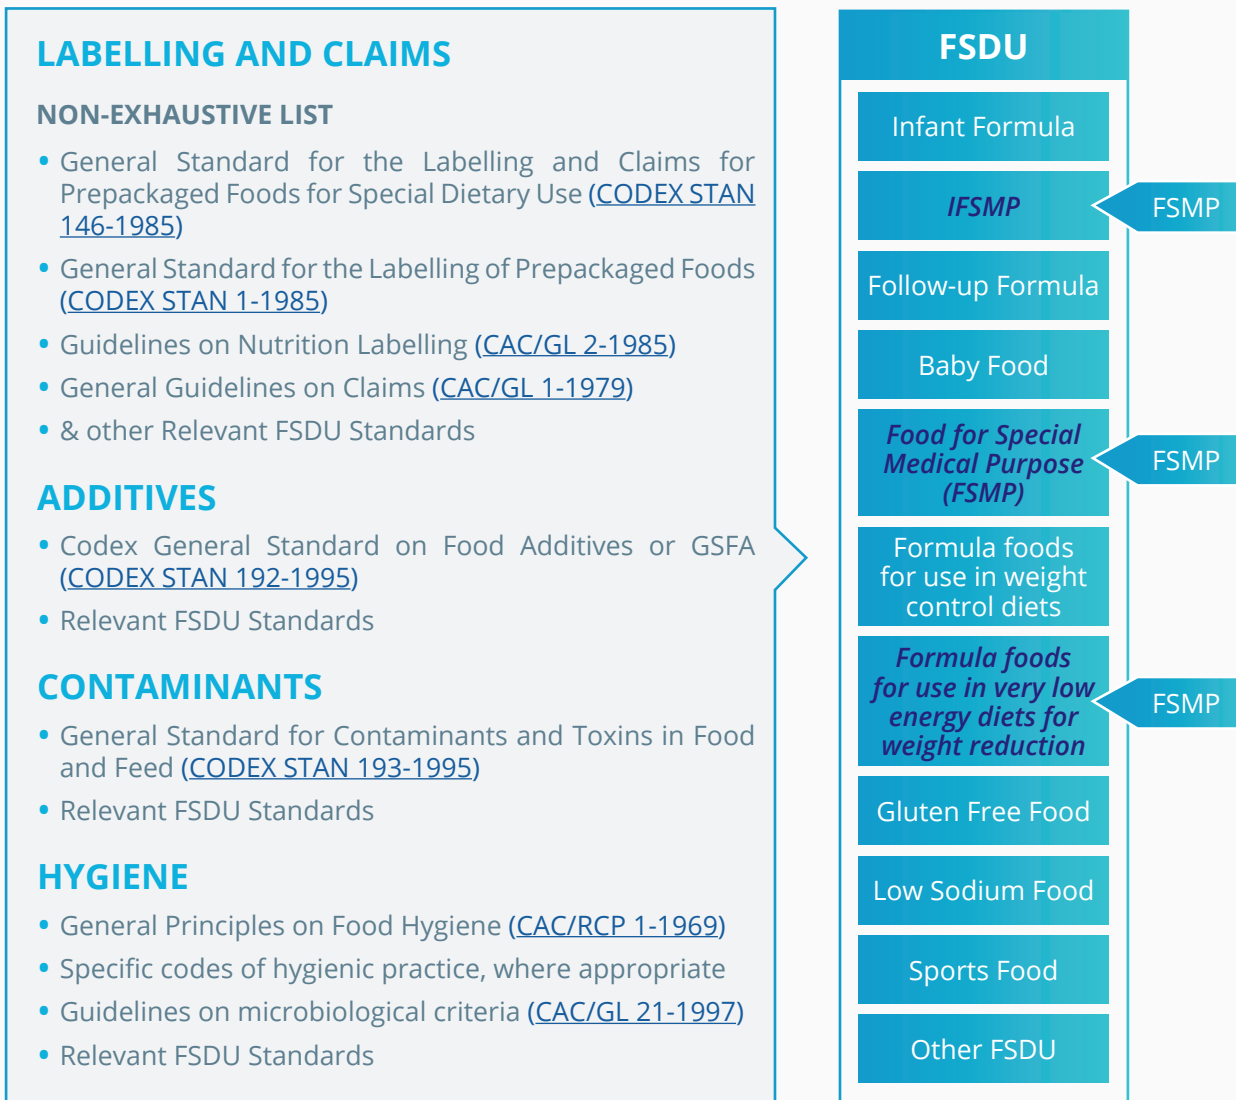 LABELLING AND CLAIMS
NON-EXHAUSTIVE LIST
• General Standard for the Labelling and Claims for
Prepackaged Foods for Special Dietary Use (CODEX STAN
146-1985)
• General Standard for the Labelling of Prepackaged Foods
(CODEX STAN 1-1985)
• Guidelines on Nutrition Labelling (CAC/GL 2-1985)
• General Guidelines on Claims (CAC/GL 1-1979)
• & other Relevant FSDU Standards
ADDITIVES
• Codex General Standard on Food Additives or GSFA
(CODEX STAN 192-1995)
• Relevant FSDU Standards
CONTAMINANTS
• General Standard for Contaminants and Toxins in Food
and Feed (CODEX STAN 193-1995)
• Relevant FSDU Standards
HYGIENE
• General Principles on Food Hygiene (CAC/RCP 1-1969)
• Specific codes of hygienic practice, where appropriate
• Guidelines on microbiological criteria (CAC/GL 21-1997)
• Relevant FSDU Standards
FSDU
Infant Formula
IFSMP
FSMP
Follow-up Formula
Baby Food
Food for Special
Medical Purpose
(FSMP)
FSMP
Formula foods
for use in weight
control diets
Formula foods
for use in very low
energy diets for
weight reduction
FSMP
Gluten Free Food
Low Sodium Food
Sports Food
Other FSDU